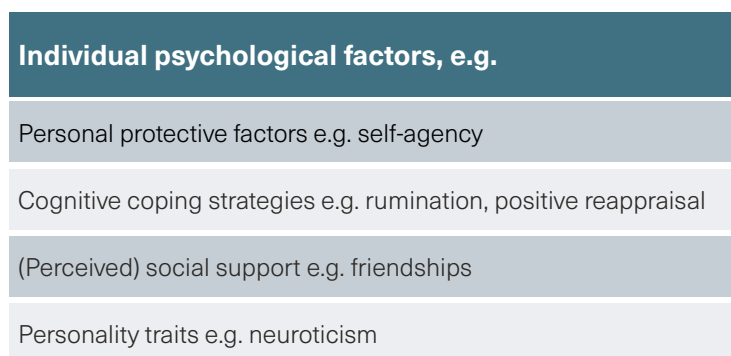 Individual psychological factors, e.g.
Personal protective factors e.g. self-agency
Cognitive coping strategies e.g. rumination, positive reappraisal
(Perceived) social support e.g. friendships
Personality traits e.g. neuroticism